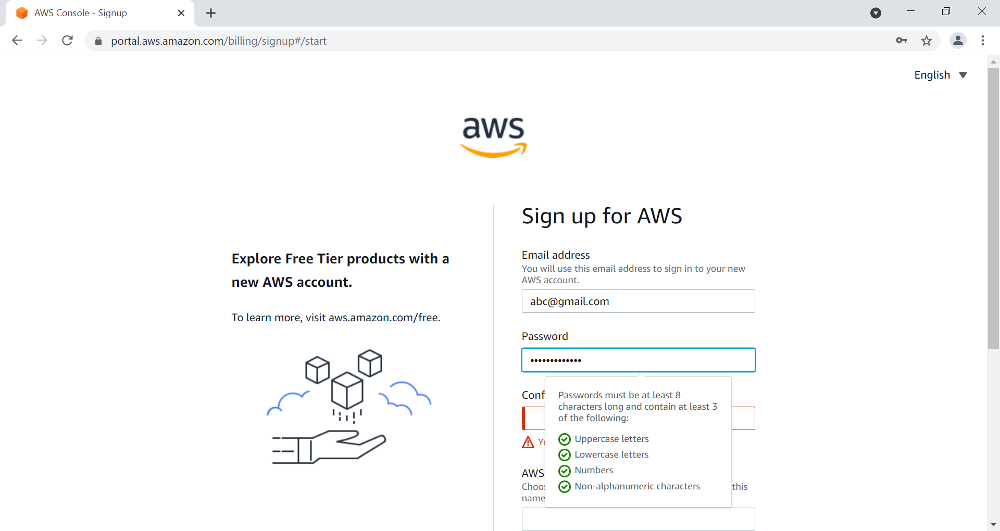 AWS Console - Signup
portal.aws.amazon.com/billing/signup#/start
English
aws
Explore Free Tier products with a
new AWS account.
To learn more, visit aws.amazon.com/free.
Sign up for AWS
Email address
You will use this email address to sign in to your new
AWS account.
abc@gmail.com
Password
•••••••••••••
Conf
Passwords must be at least 8
characters long and contain at least 3
of the following:
Uppercase letters
Lowercase letters
Numbers
Non-alphanumeric characters
AWS
this
name